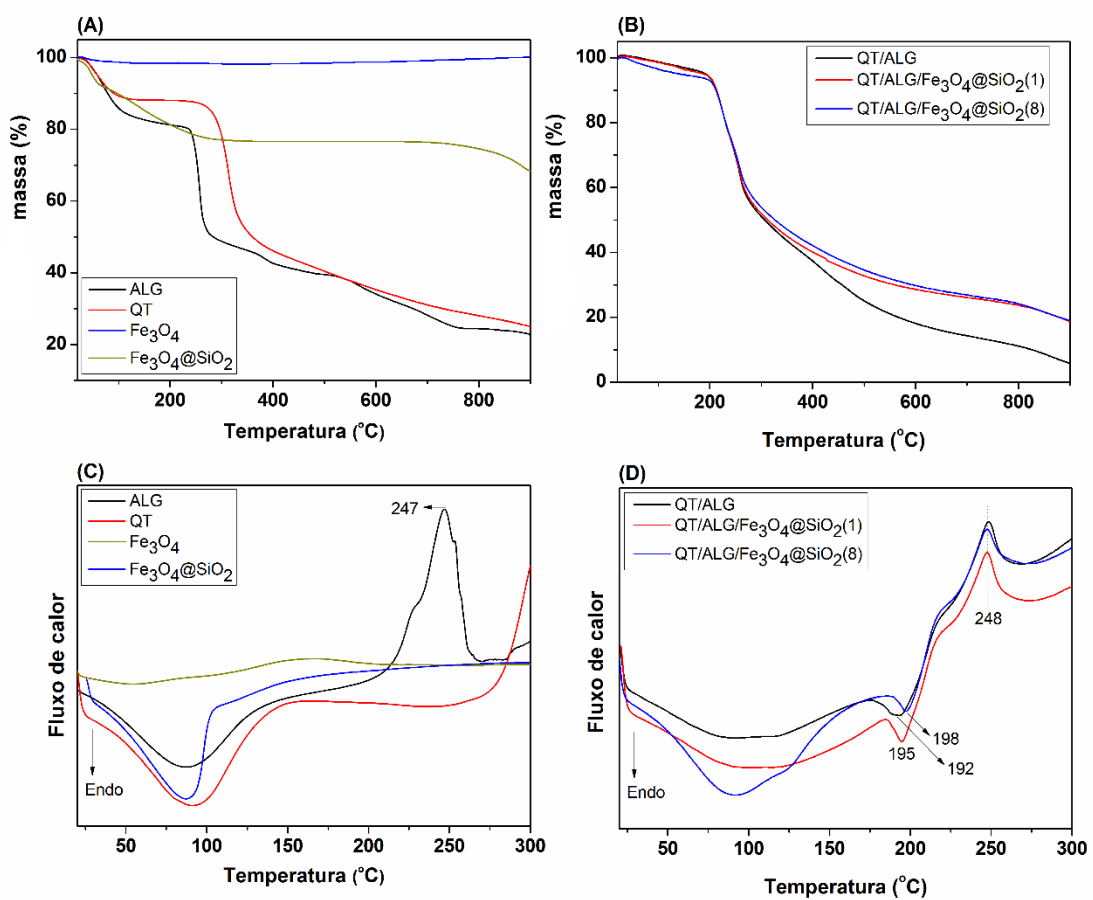 (A)
massa (%)
100
80
60
40
20
ALG
QT
Fe3O4
Fe3O4@SiO2
200
400
600
800
Temperatura (°C)
(B)
massa (%)
100
80
60
40
20
0
QT/ALG
QT/ALG/Fe3O4@SiO2(1)
QT/ALG/Fe3O4@SiO2(8)
200
400
600
800
Temperatura (°C)
(C)
Fluxo de calor
ALG
QT
Fe3O4
Fe3O4@SiO2
247
Endo
50
100
150
200
250
300
Temperatura (°C)
(D)
Fluxo de calor
QT/ALG
QT/ALG/Fe3O4@SiO2(1)
QT/ALG/Fe3O4@SiO2(8)
248
198
195
192
Endo
50
100
150
200
250
300
Temperatura (°C)